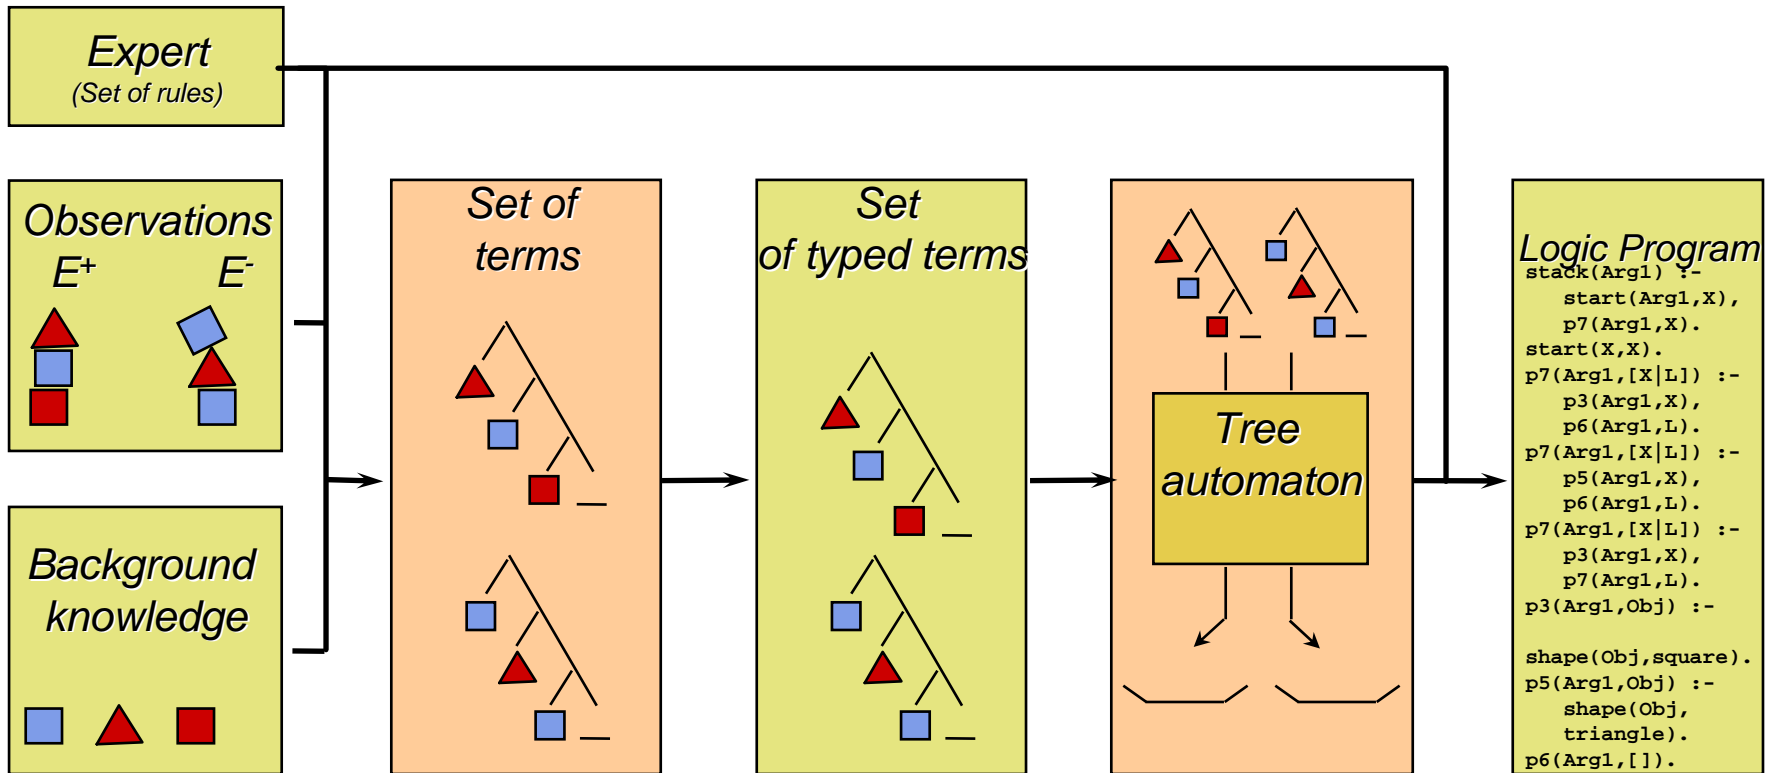 Expert
(Set of rules)
Observations
E+ E-
Background
knowledge
Set of
terms
Set
of typed terms
Tree
automaton
Logic Program
stack(Arg1) :-
start(Arg1,X),
p7(Arg1,X).
start(X,X).
p7(Arg1,[X|L]) :-
p3(Arg1,X),
p6(Arg1,L).
p7(Arg1,[X|L]) :-
p5(Arg1,X),
p6(Arg1,L).
p7(Arg1,[X|L]) :-
p3(Arg1,X),
p7(Arg1,L).
p3(Arg1,Obj) :-
shape(Obj,square).
p5(Arg1,Obj) :-
shape(Obj,
triangle).
p6(Arg1,[]).